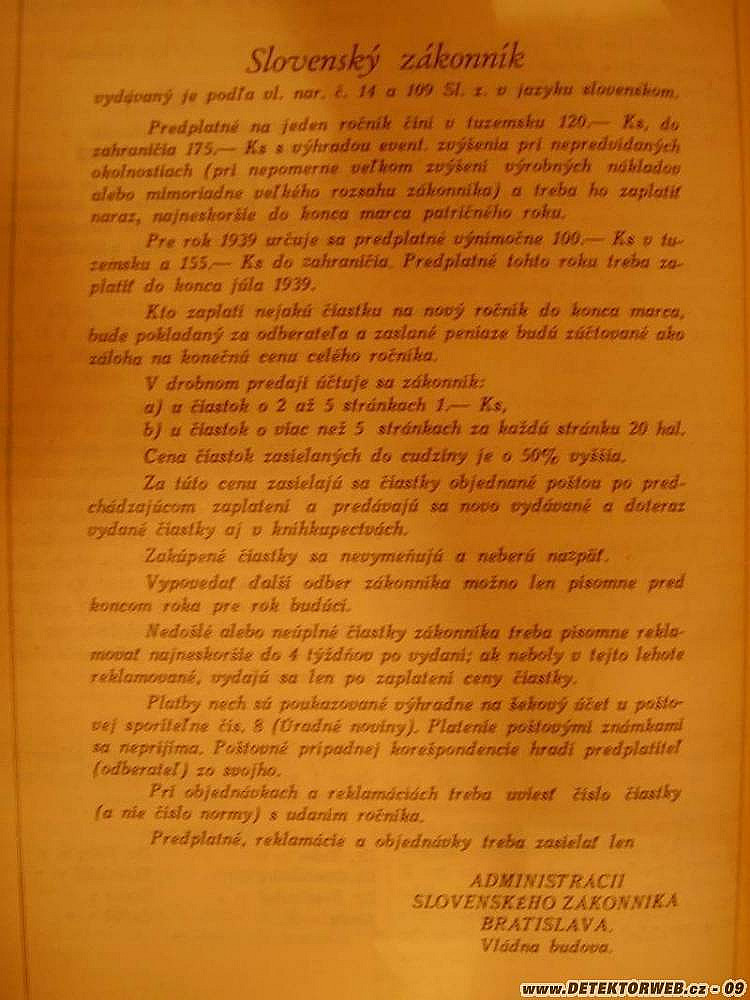 Slovenský zákonník
vydávaný je podľa vl. nar. č. 14 a 109 Sl. z. v jazyku slovenskom.
Predplatné na jeden ročník činí v tuzemsku 120.— Ks, do
zahraničia 175.— Ks s výhradou event. zvýšenia pri nepredvídaných
okolnostiach (pri nepomerne veľkom zvýšení výrobných nákladov
alebo mimoriadne veľkého rozsahu zákonníka) a treba ho zaplatiť
naraz, najneskoršie do konca marca patričného roku.
Pre rok 1939 určuje sa predplatné výnimočne 100.— Ks v tu-
zemsku a 155.— Ks do zahraničia. Predplatné tohto roku treba za-
platiť do konca júla 1939.
Kto zaplatí nejakú čiastku na nový ročník do konca marca,
bude pokladaný za odberateľa a zaslané peniaze budú zúčtované ako
záloha na konečnú cenu celého ročníka.
V drobnom predaji účtuje sa zákonník:
a) u čiastok o 2 až 5 stránkach 1.— Ks,
b) u čiastok o viac než 5 stránkach za každú stránku 20 hal.
Cena čiastok zasielaných do cudziny je o 50% vyššia.
Za túto cenu zasielajú sa čiastky objednané poštou po pred-
chádzajúcom zaplatení a predávajú sa novo vydávané a doteraz
vydané čiastky aj v kníhkupectvách.
Zakúpené čiastky sa nevymeňujú a neberú nazpäť.
Vypovedať ďalší odber zákonníka možno len písomne pred
koncom roka pre rok budúci.
Nedošlé alebo neúplné čiastky zákonníka treba písomne rekla-
movať najneskoršie do 4 týždňov po vydaní; ak neboly v tejto lehote
reklamované, vydajú sa len po zaplatení ceny čiastky.
Platby nech sú poukazované výhradne na šekový účet u pošto-
vej sporiteľne čís. 8 (Úradné noviny). Platenie poštovými známkami
sa neprijíma. Poštovné prípadnej korešpondencie hradí predplatiteľ
(odberateľ) zo svojho.
Pri objednávkach a reklamáciách treba uviesť číslo čiastky
(a nie číslo normy) s udaním ročníka.
Predplatné, reklamácie a objednávky treba zasielať len
ADMINISTRÁCII
SLOVENSKÉHO ZÁKONNÍKA
BRATISLAVA,
Vládna budova.
www.DETEKTORWEB.cz - 09